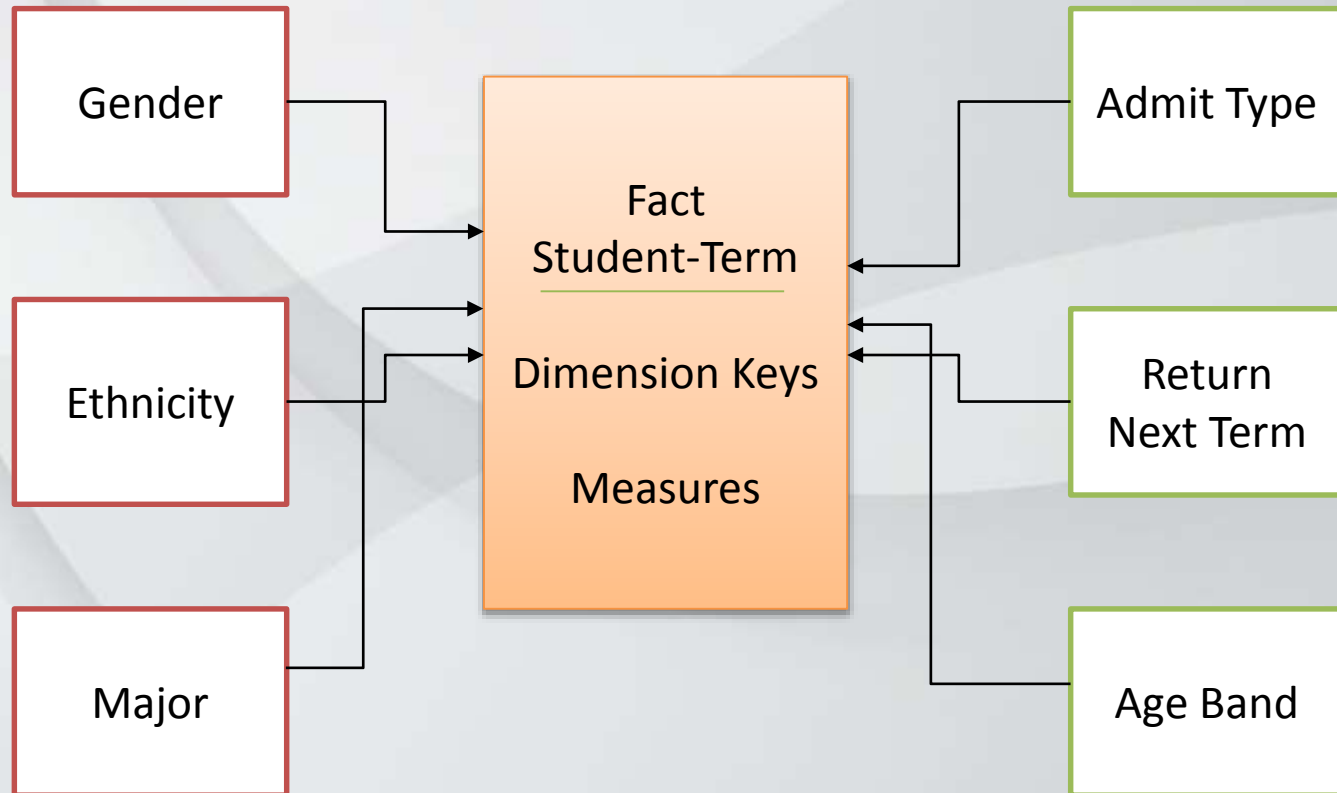 Gender
Ethnicity
Major
Fact
Student-Term
Dimension Keys
Measures
Admit Type
Return
Next Term
Age Band